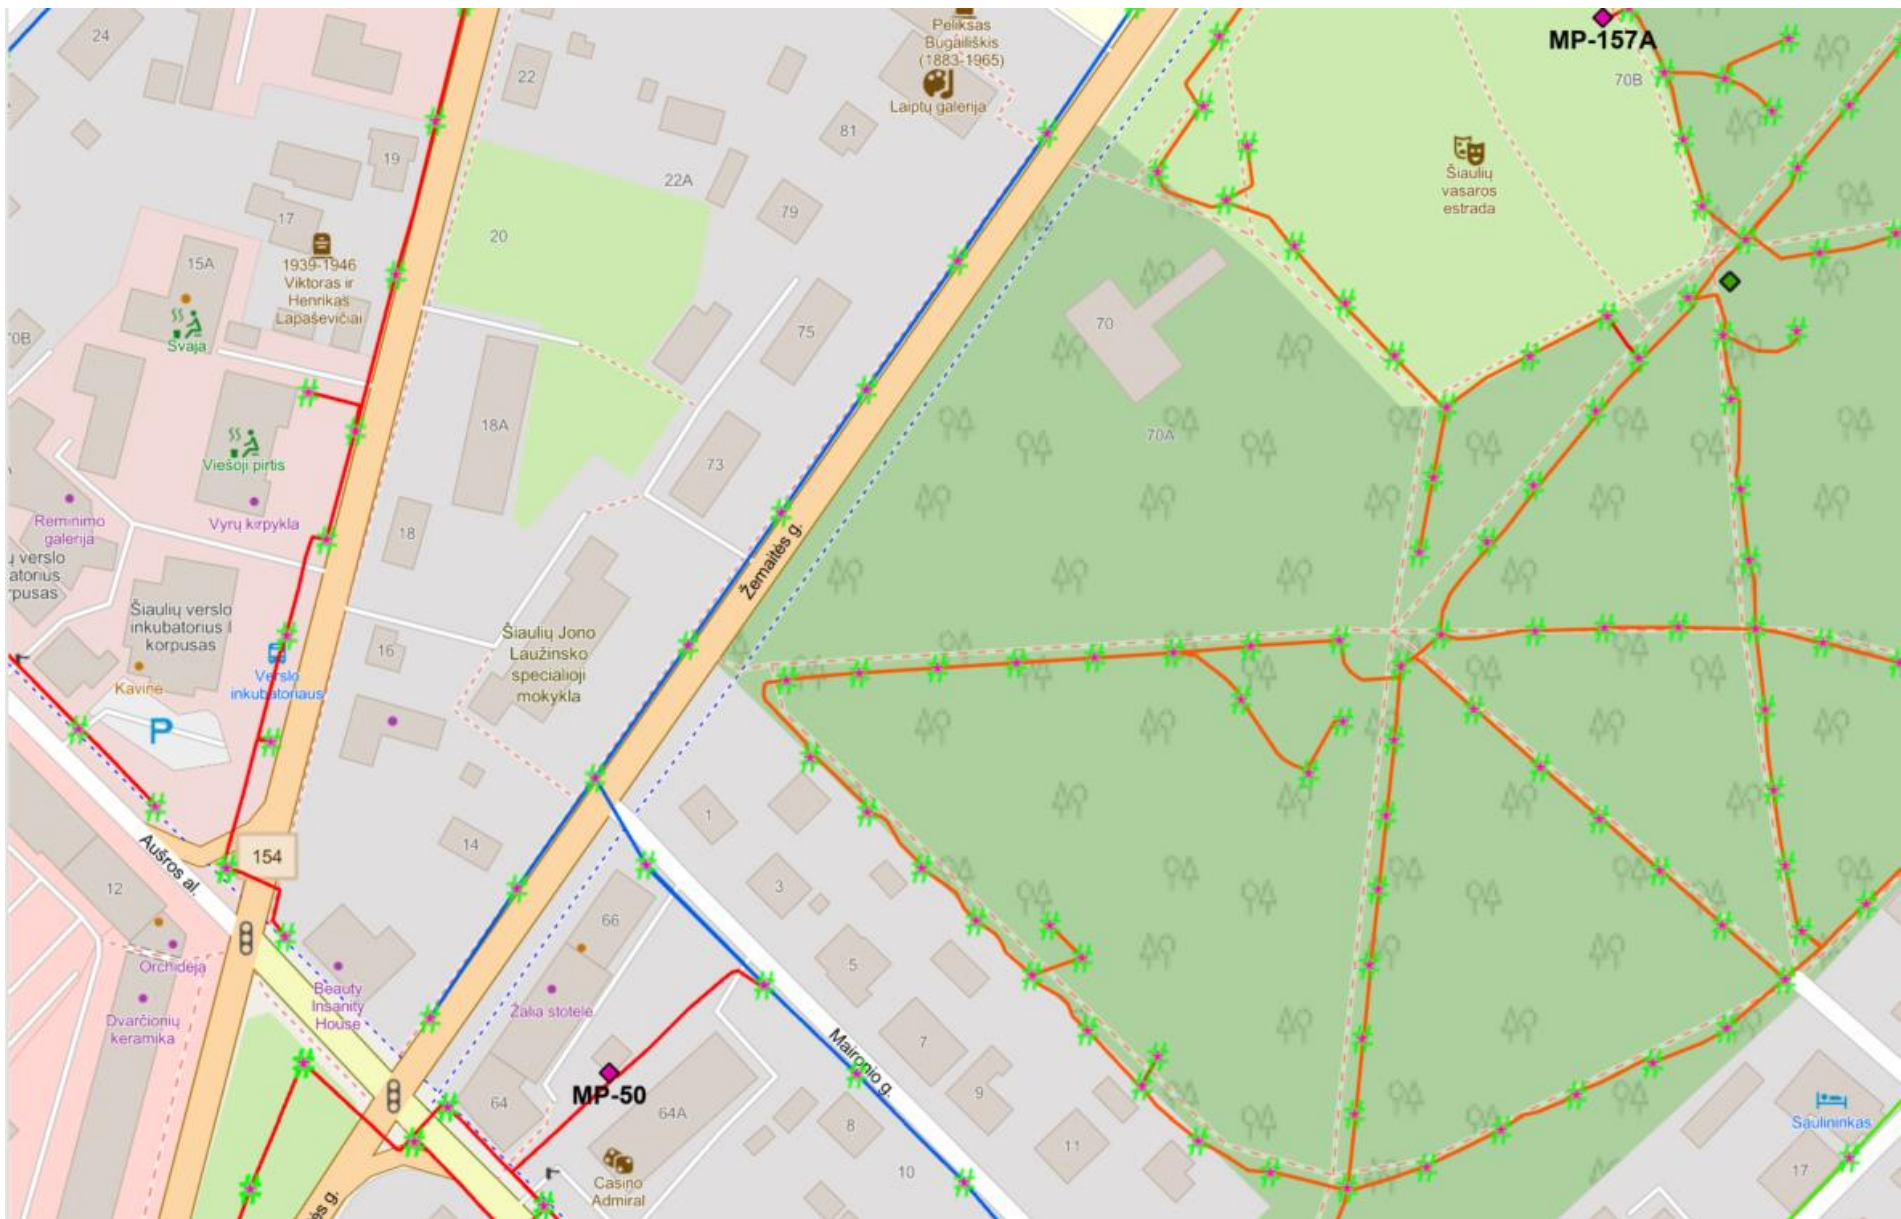 24
22
Peliksas
Bugailiškis
(1883-1965)
Laiptų galerija
MP-157A
70B
19
81
22A
17
79
20
Šiaulių
vasaros
estrada
15A
1939-1946
Viktoras ir
Henrikas
Lapaševičiai
Svaja
75
70
18A
70A
73
Viešoji pirtis
Vyrų kirpykla
Reminimo
galerija
18
Žemaitės g.
Šiaulių verslo
inkubatorius I
korpusas
16
Šiaulių Jono
Laužinsko
specialioji
mokykla
Kavinė
Verslo
inkubatoriaus
P
1
14
154
Aušros al.
12
3
66
5
Orchidėja
Beauty
Insanity
House
Žalia stotelė
Dvarčionių
keramika
7
Maironio g.
MP-50
64
64A
9
8
11
10
Casino
Admiral
Saulininkas
17